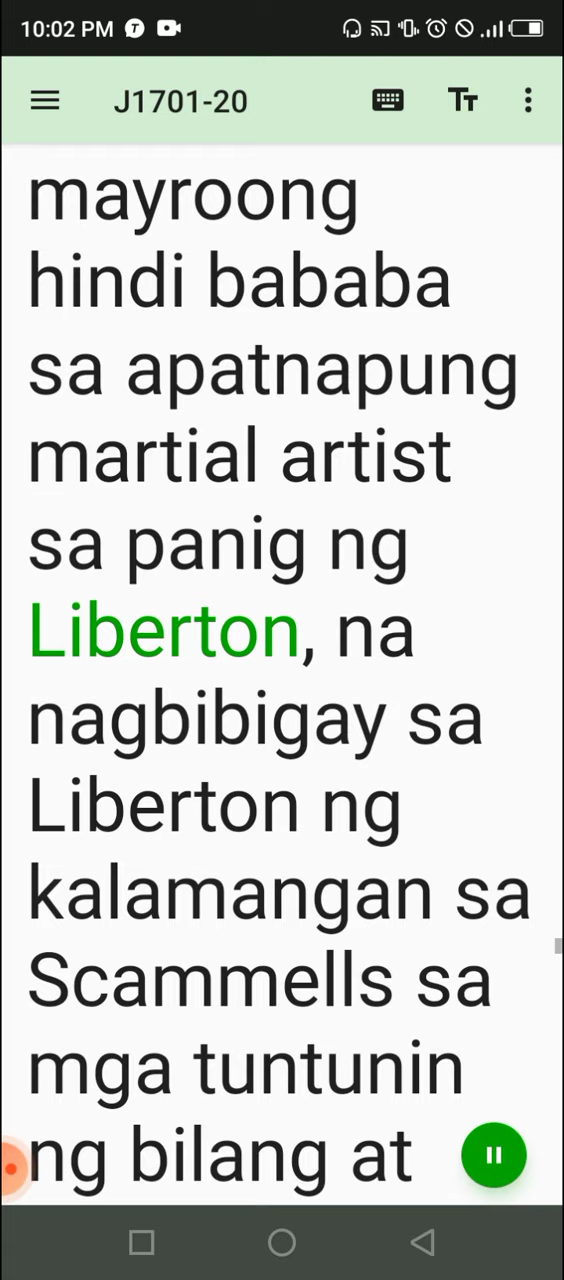 10:02 PM
J1701-20
mayroong
hindi bababa
sa apatnapung
martial artist
sa panig ng
Liberton, na
nagbibigay sa
Liberton ng
kalamangan sa
Scammells sa
mga tuntunin
ng bilang at